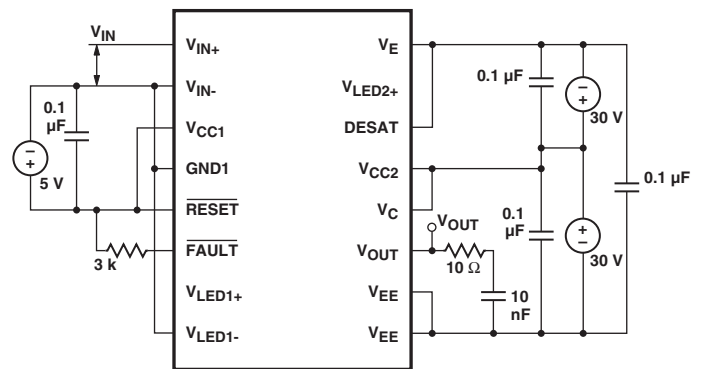 VIN
0.1
µF
5 V
3 k
VIN+
VIN-
VCC1
GND1
RESET
FAULT
VLED1+
VLED1-
VE
VLED2+
DESAT
VCC2
VC
VOUT
VEE
VEE
VOUT
10 Ω
10
nF
0.1 µF
30 V
0.1
µF
30 V
0.1 µF